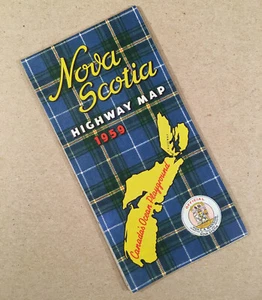 Nova
Scotia
HIGHWAY MAP
1959
Canada's Ocean Playground